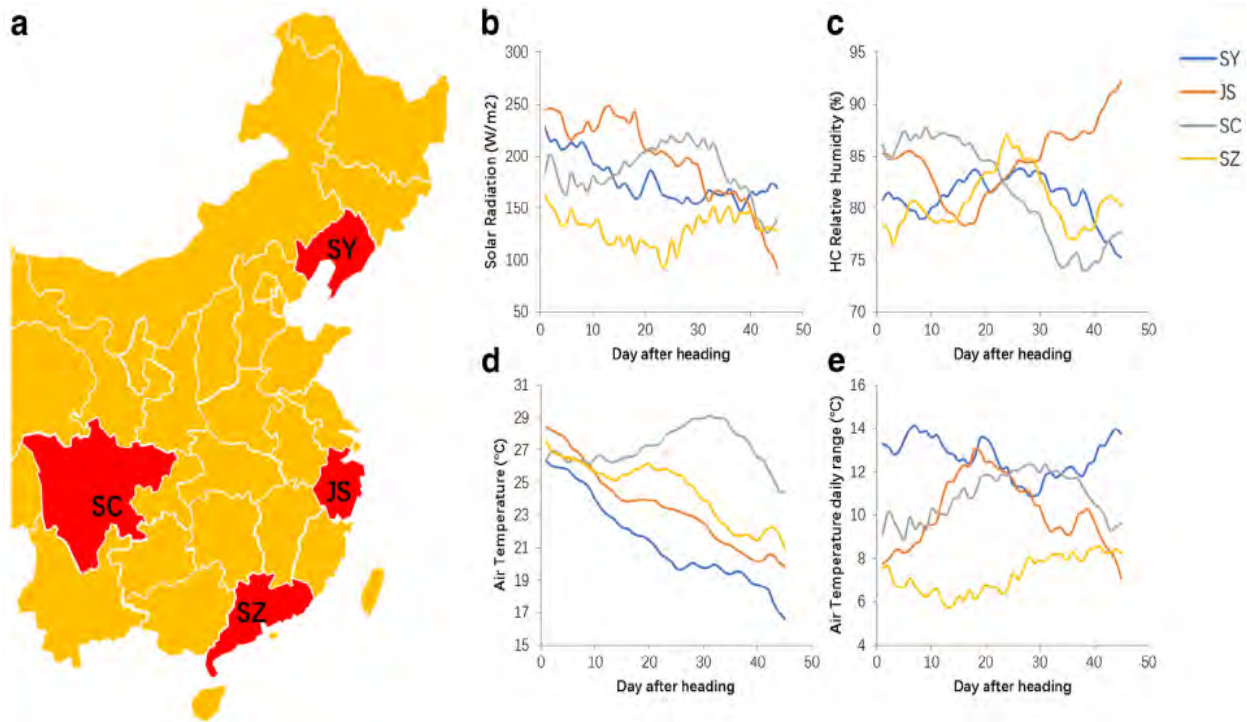 a
SY
SC
JS
SZ
b
Solar Radiation (W/m2)
300
250
200
150
100
50
0 10 20 30 40 50
Day after heading
c
HC Relative Humidity (%)
95
90
85
80
75
70
0 10 20 30 40 50
Day after heading
SY
JS
SC
SZ
d
Air Temperature (°C)
31
29
27
25
23
21
19
17
15
0 10 20 30 40 50
Day after heading
e
Air Temperature daily range (°C)
16
14
12
10
8
6
4
0 10 20 30 40 50
Day after heading